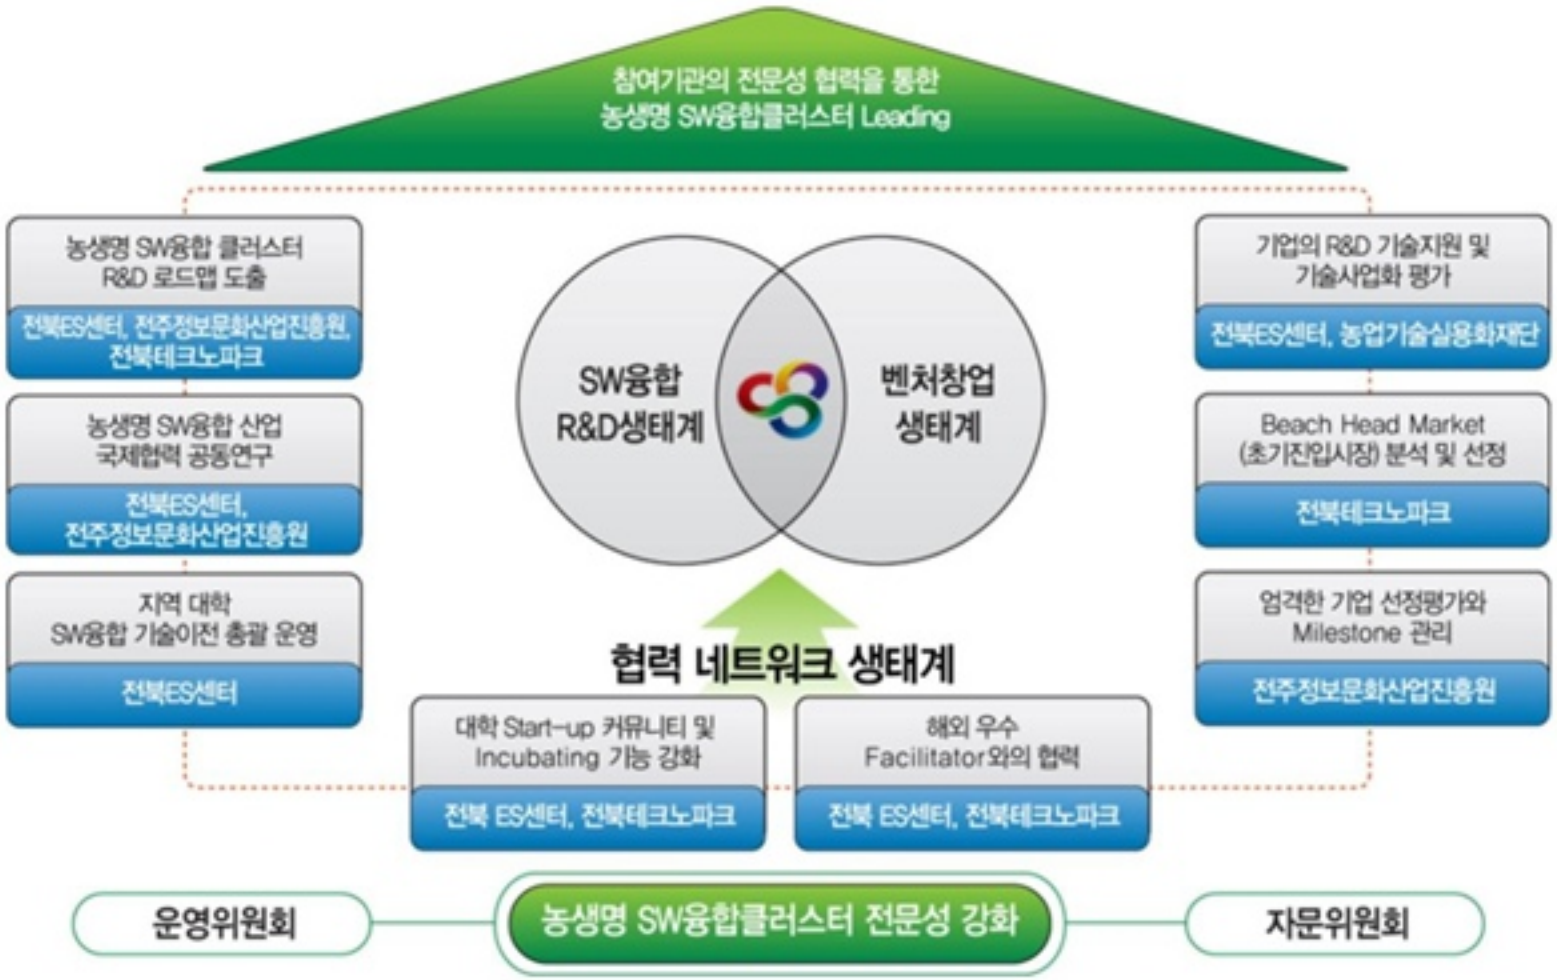 참여기관의 전문성 협력을 통한
농생명 SW융합클러스터 Leading
농생명 SW융합 클러스터
R&D 로드맵 도출
전북ES센터, 전주정보문화산업진흥원,
전북테크노파크
농생명 SW융합 산업
국제협력 공동연구
전북ES센터,
전주정보문화산업진흥원
지역 대학
SW융합 기술이전 총괄 운영
전북ES센터
SW융합
R&D생태계
벤처창업
생태계
기업의 R&D 기술지원 및
기술사업화 평가
전북ES센터, 농업기술실용화재단
Beach Head Market
(초기진입시장) 분석 및 선정
전북테크노파크
엄격한 기업 선정평가와
Milestone 관리
전주정보문화산업진흥원
협력 네트워크 생태계
대학 Start-up 커뮤니티 및
Incubating 기능 강화
전북 ES센터, 전북테크노파크
해외 우수
Facilitator와의 협력
전북 ES센터, 전북테크노파크
운영위원회
농생명 SW융합클러스터 전문성 강화
자문위원회